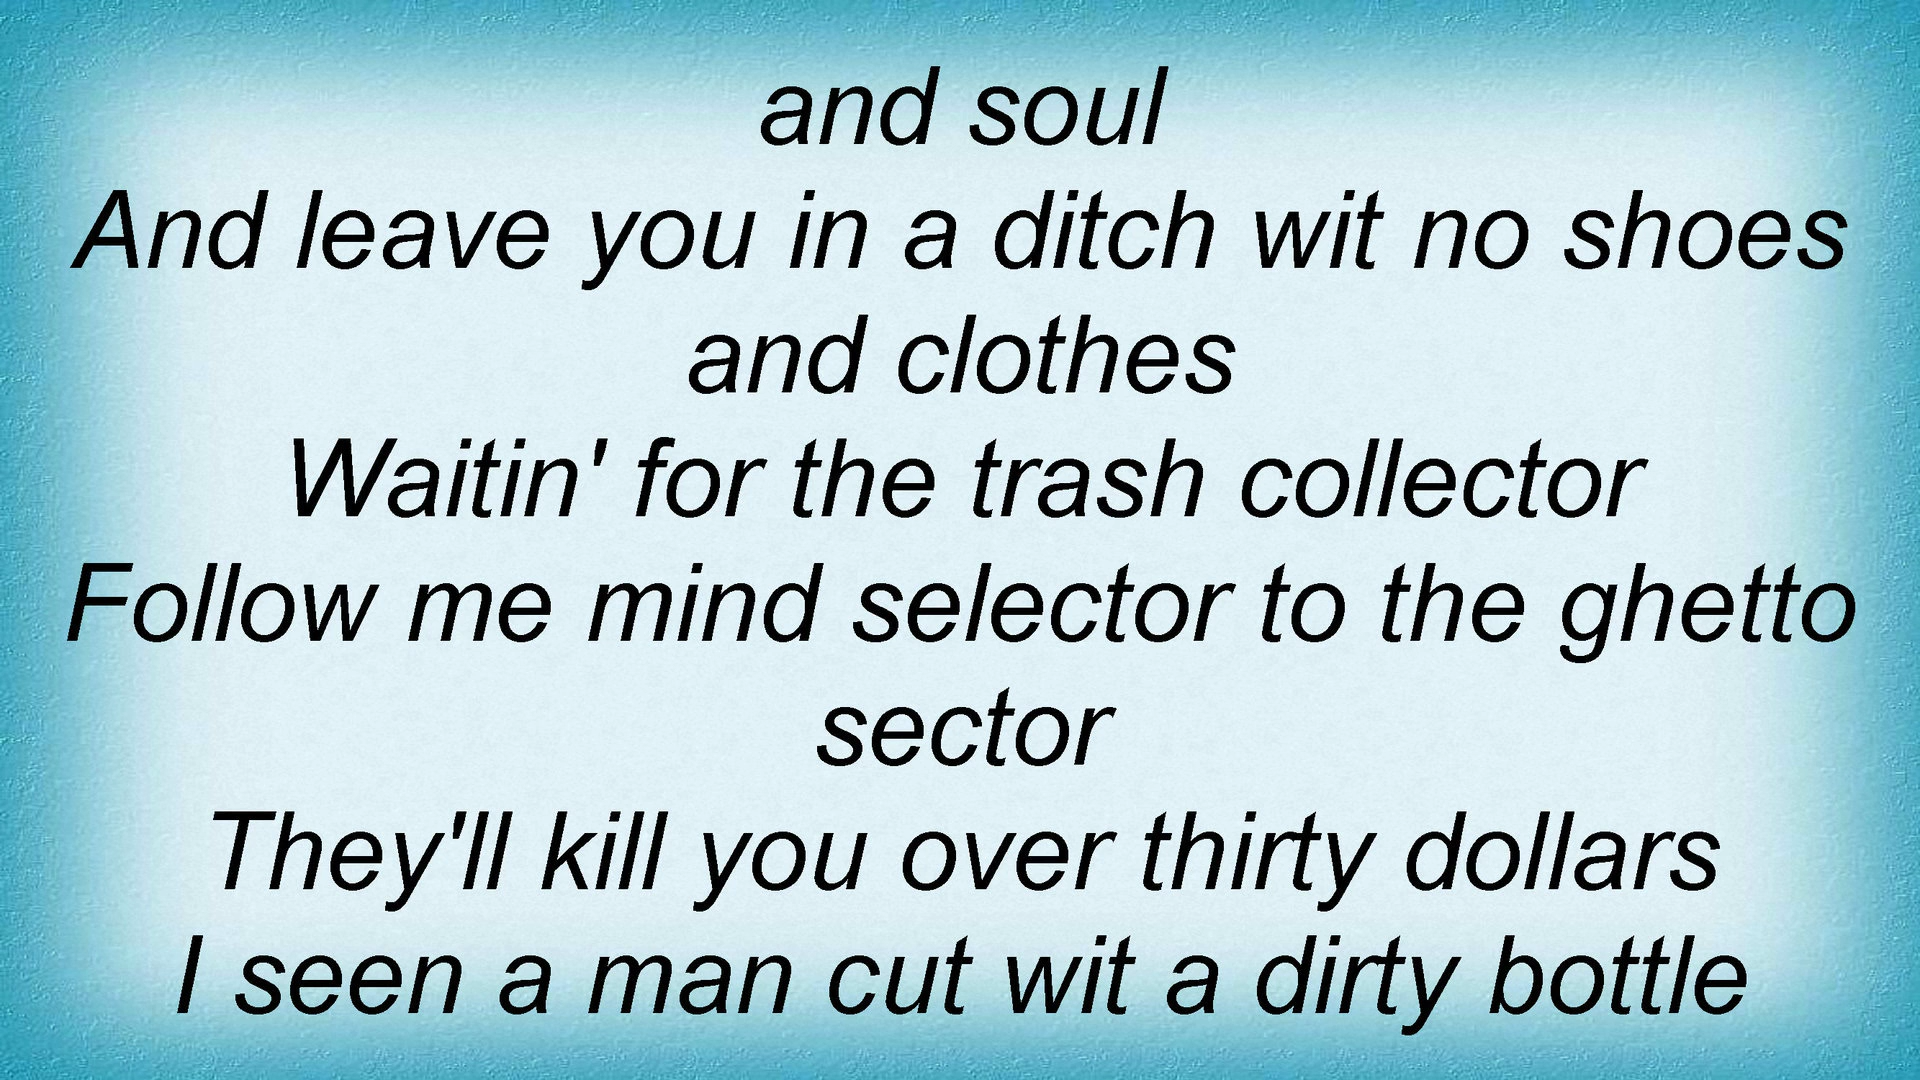 and soul
And leave you in a ditch wit no shoes
and clothes
Waitin' for the trash collector
Follow me mind selector to the ghetto
sector
They'll kill you over thirty dollars
I seen a man cut wit a dirty bottle